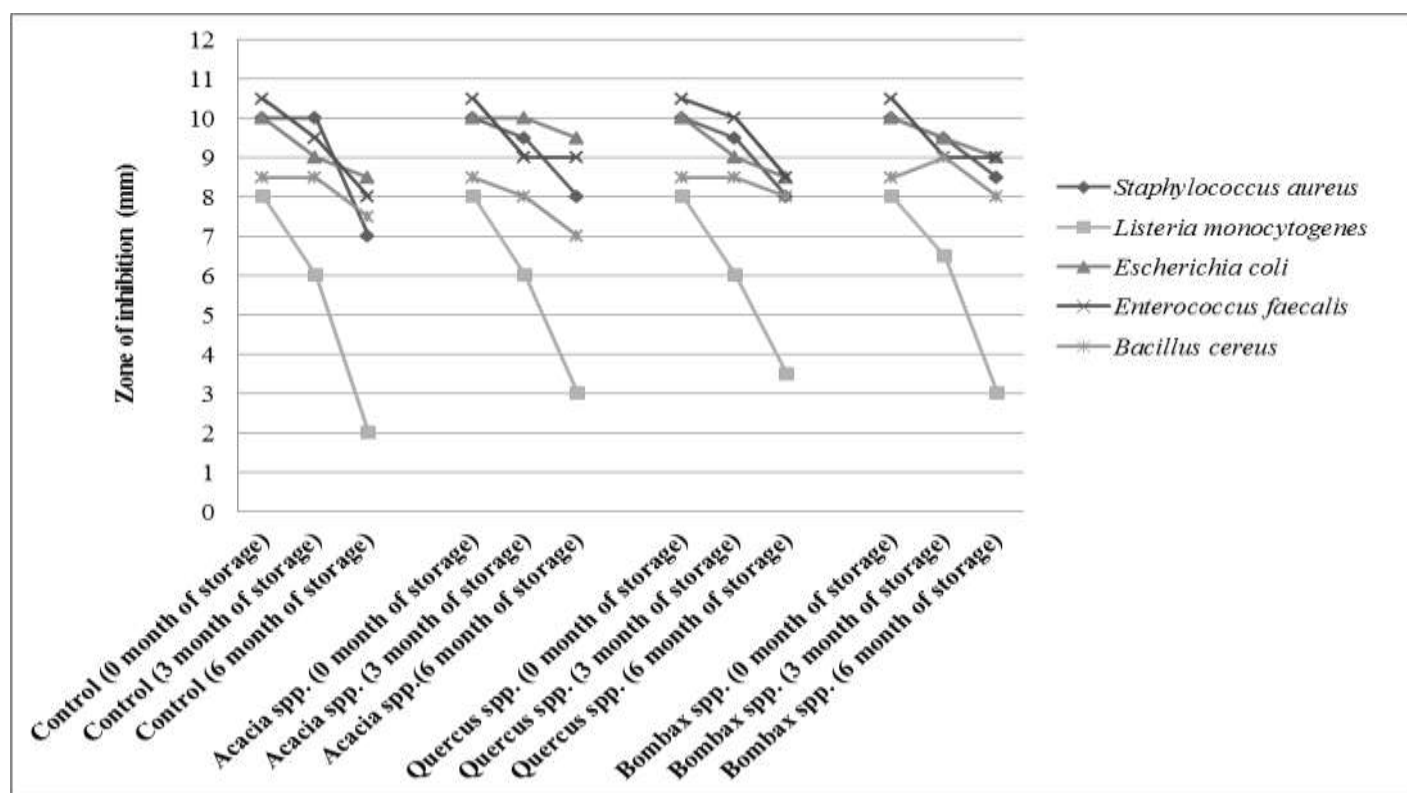 12
11
10
9
8
7
6
5
4
3
2
1
0
Zone of inhibition (mm)
Control (0 month of storage)
Control (3 month of storage)
Control (6 month of storage)
Acacia spp. (0 month of storage)
Acacia spp. (3 month of storage)
Acacia spp.(6 month of storage)
Quercus spp. (0 month of storage)
Quercus spp. (3 month of storage)
Quercus spp. (6 month of storage)
Bombax spp. (0 month of storage)
Bombax spp. (3 month of storage)
Bombax spp. (6 month of storage)
Staphylococcus aureus
Listeria monocytogenes
Escherichia coli
Enterococcus faecalis
Bacillus cereus